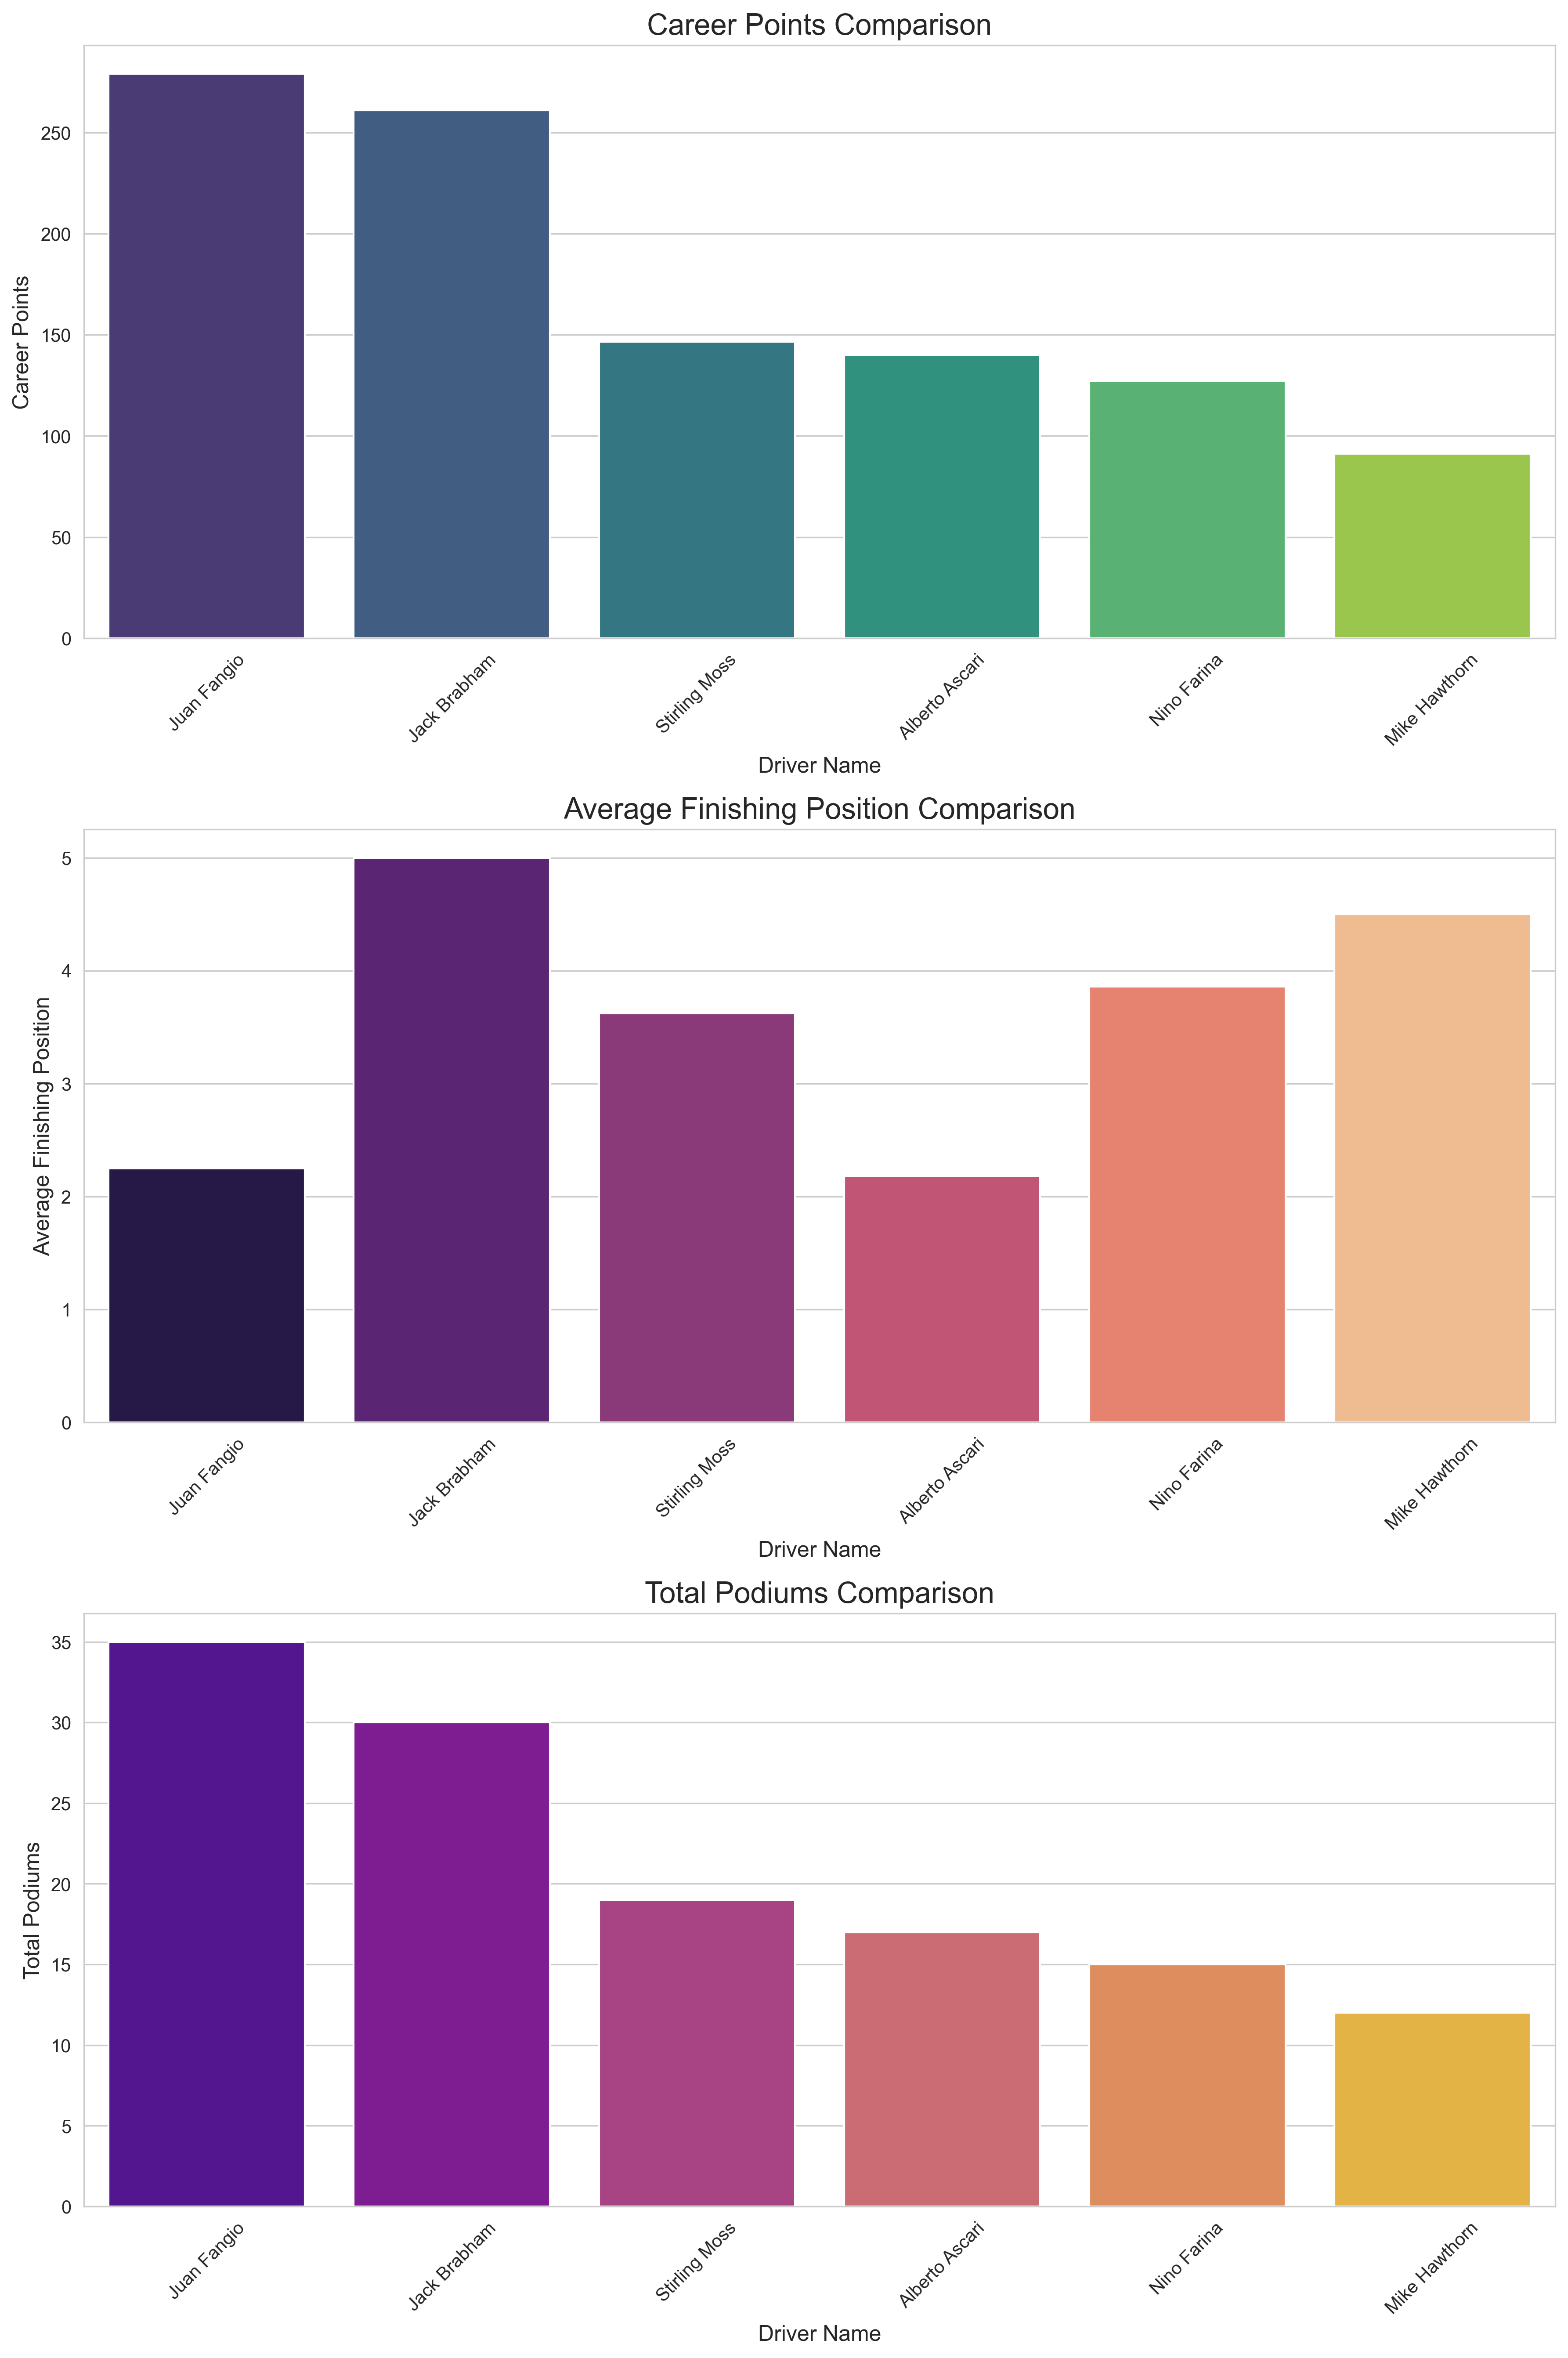 Career Points Comparison
Career Points
250
200
150
100
50
0
Juan Fangio
Jack Brabham
Stirling Moss
Alberto Ascari
Nino Farina
Mike Hawthorn
Driver Name
Average Finishing Position Comparison
Average Finishing Position
5
4
3
2
1
0
Juan Fangio
Jack Brabham
Stirling Moss
Alberto Ascari
Nino Farina
Mike Hawthorn
Driver Name
Total Podiums Comparison
Total Podiums
35
30
25
20
15
10
5
0
Juan Fangio
Jack Brabham
Stirling Moss
Alberto Ascari
Nino Farina
Mike Hawthorn
Driver Name